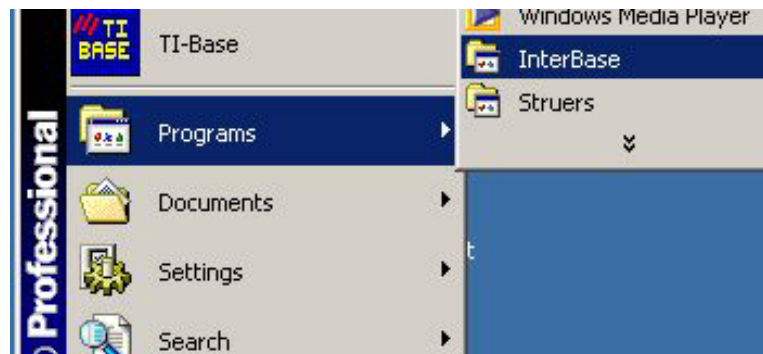 TI
BASE
TI-Base
Programs
Documents
Settings
Search
Windows Media Player
InterBase
Struers
t
Professional